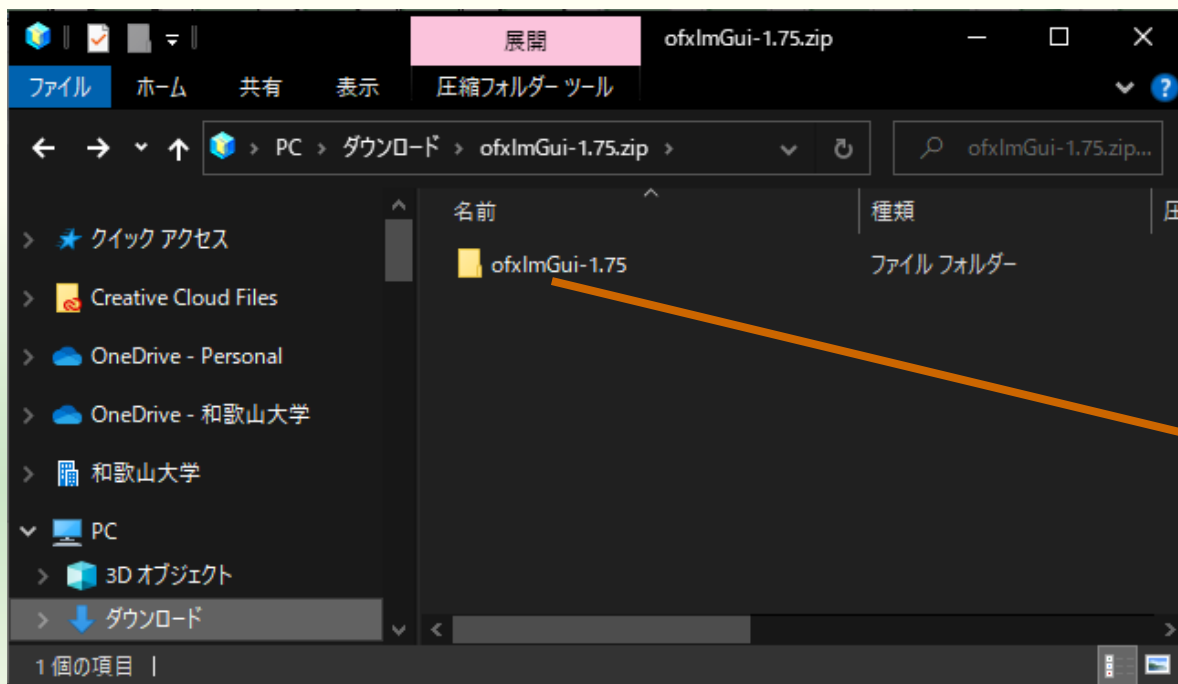 展開
ofxImGui-1.75.zip
ファイル
ホーム
共有
表示
圧縮フォルダー ツール
PC › ダウンロード › ofxImGui-1.75.zip ›
ofxImGui-1.75.zip...
名前
種類
圧
ofxImGui-1.75
ファイル フォルダー
クイック アクセス
Creative Cloud Files
OneDrive - Personal
OneDrive - 和歌山大学
和歌山大学
PC
3D オブジェクト
ダウンロード
1 個の項目